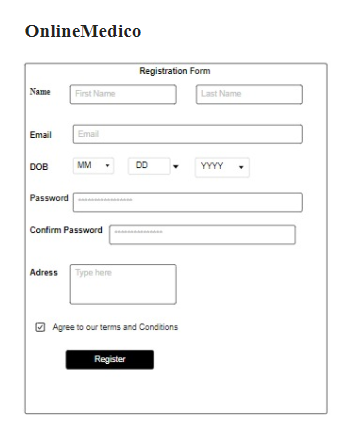 OnlineMedico
Registration Form
Name First Name Last Name
Email Email
DOB MM DD YYYY
Password ****************
Confirm Password **************
Adress Type here
Agree to our terms and Conditions
Register